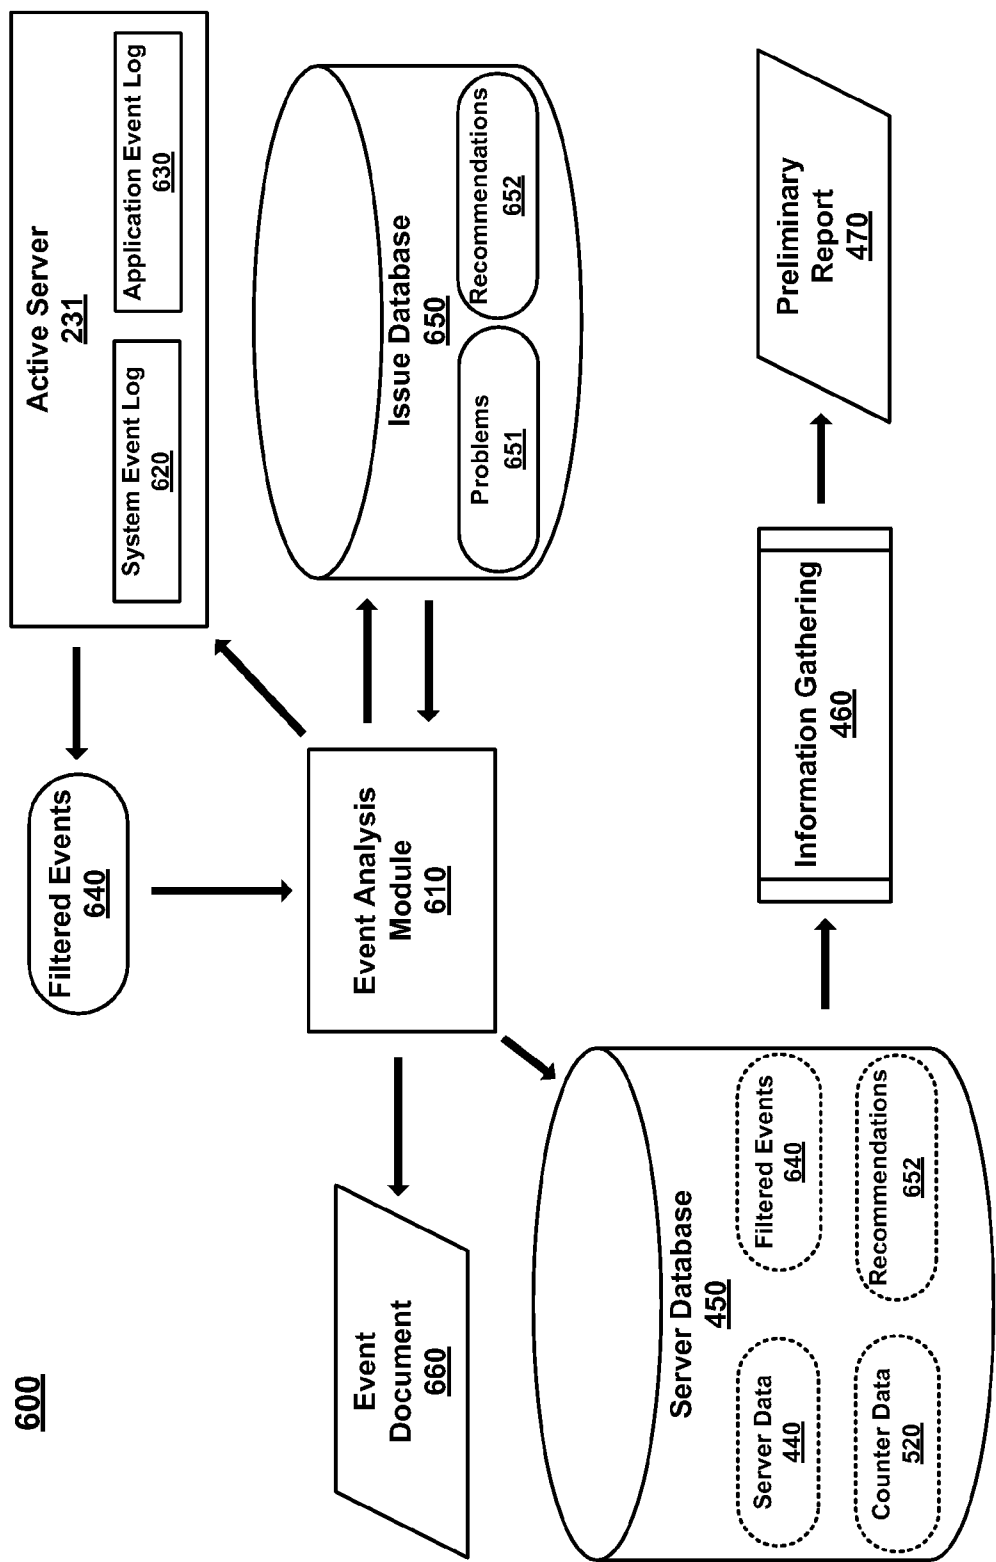 600
Filtered Events
640
Active Server
231
System Event Log
620
Application Event Log
630
Event
Document
660
Event Analysis
Module
610
Issue Database
650
Problems
651
Recommendations
652
Server Database
450
Server Data
440
Filtered Events
640
Counter Data
520
Recommendations
652
Information Gathering
460
Preliminary
Report
470